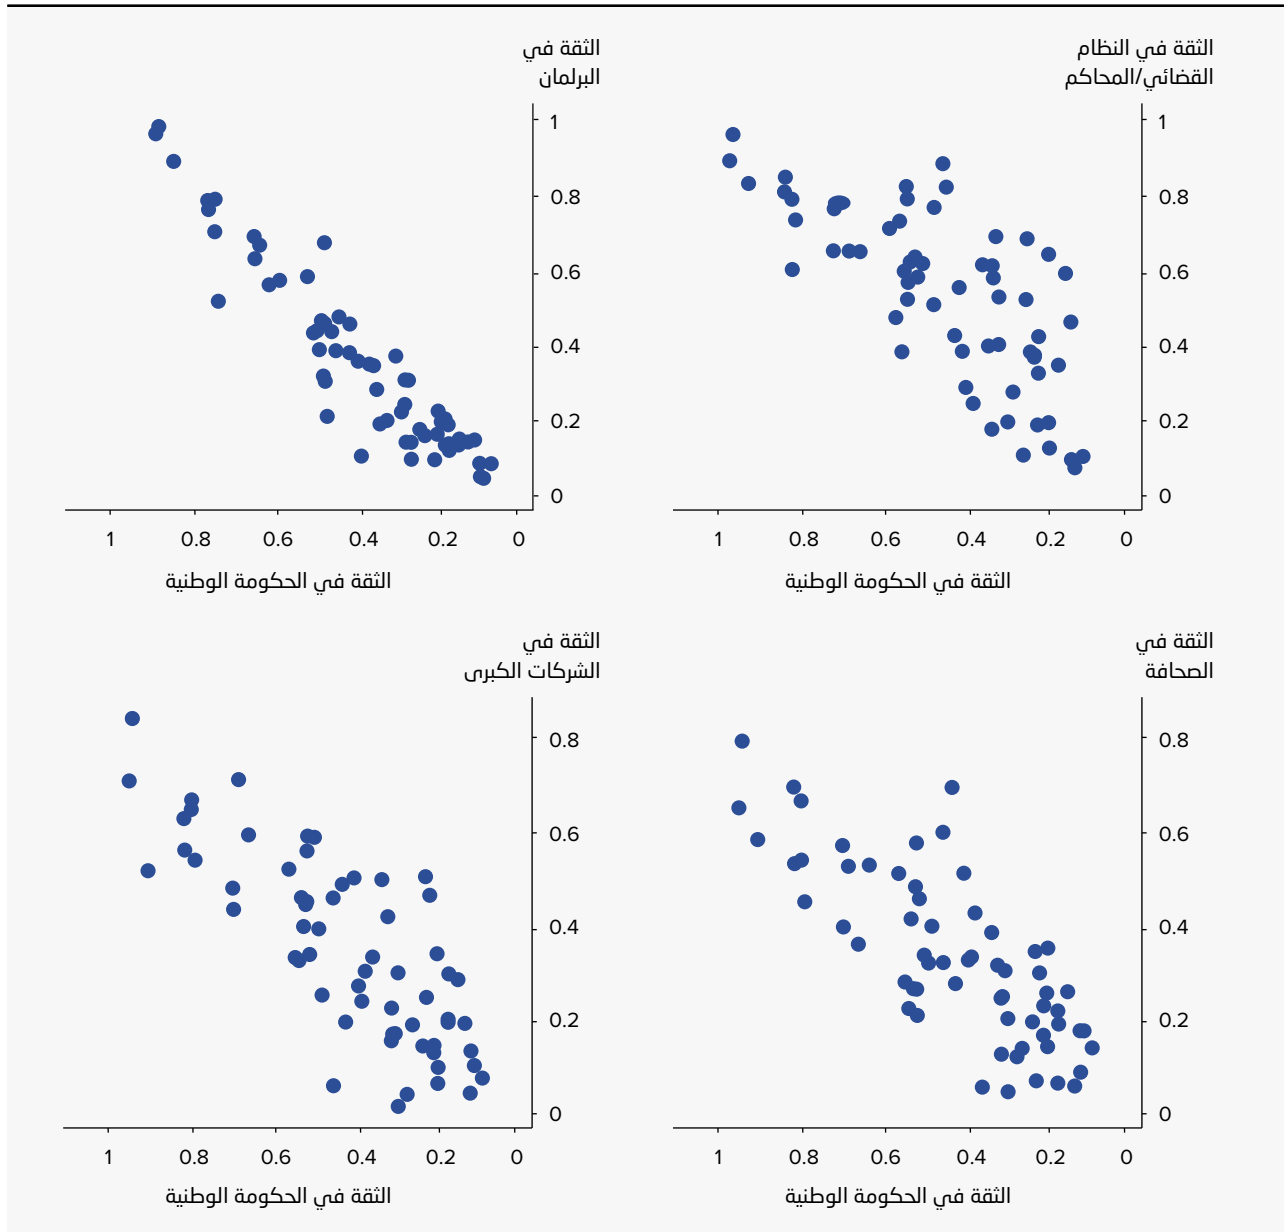 الثقة في النظام
القضائي/المحاكم
1
0.8
0.6
0.4
0.2
0
1 0.8 0.6 0.4 0.2 0
الثقة في الحكومة الوطنية
الثقة في
البرلمان
1
0.8
0.6
0.4
0.2
0
1 0.8 0.6 0.4 0.2 0
الثقة في الحكومة الوطنية
الثقة في
الصحافة
0.8
0.6
0.4
0.2
0
1 0.8 0.6 0.4 0.2 0
الثقة في الحكومة الوطنية
الثقة في
الشركات الكبرى
0.8
0.6
0.4
0.2
0
1 0.8 0.6 0.4 0.2 0
الثقة في الحكومة الوطنية